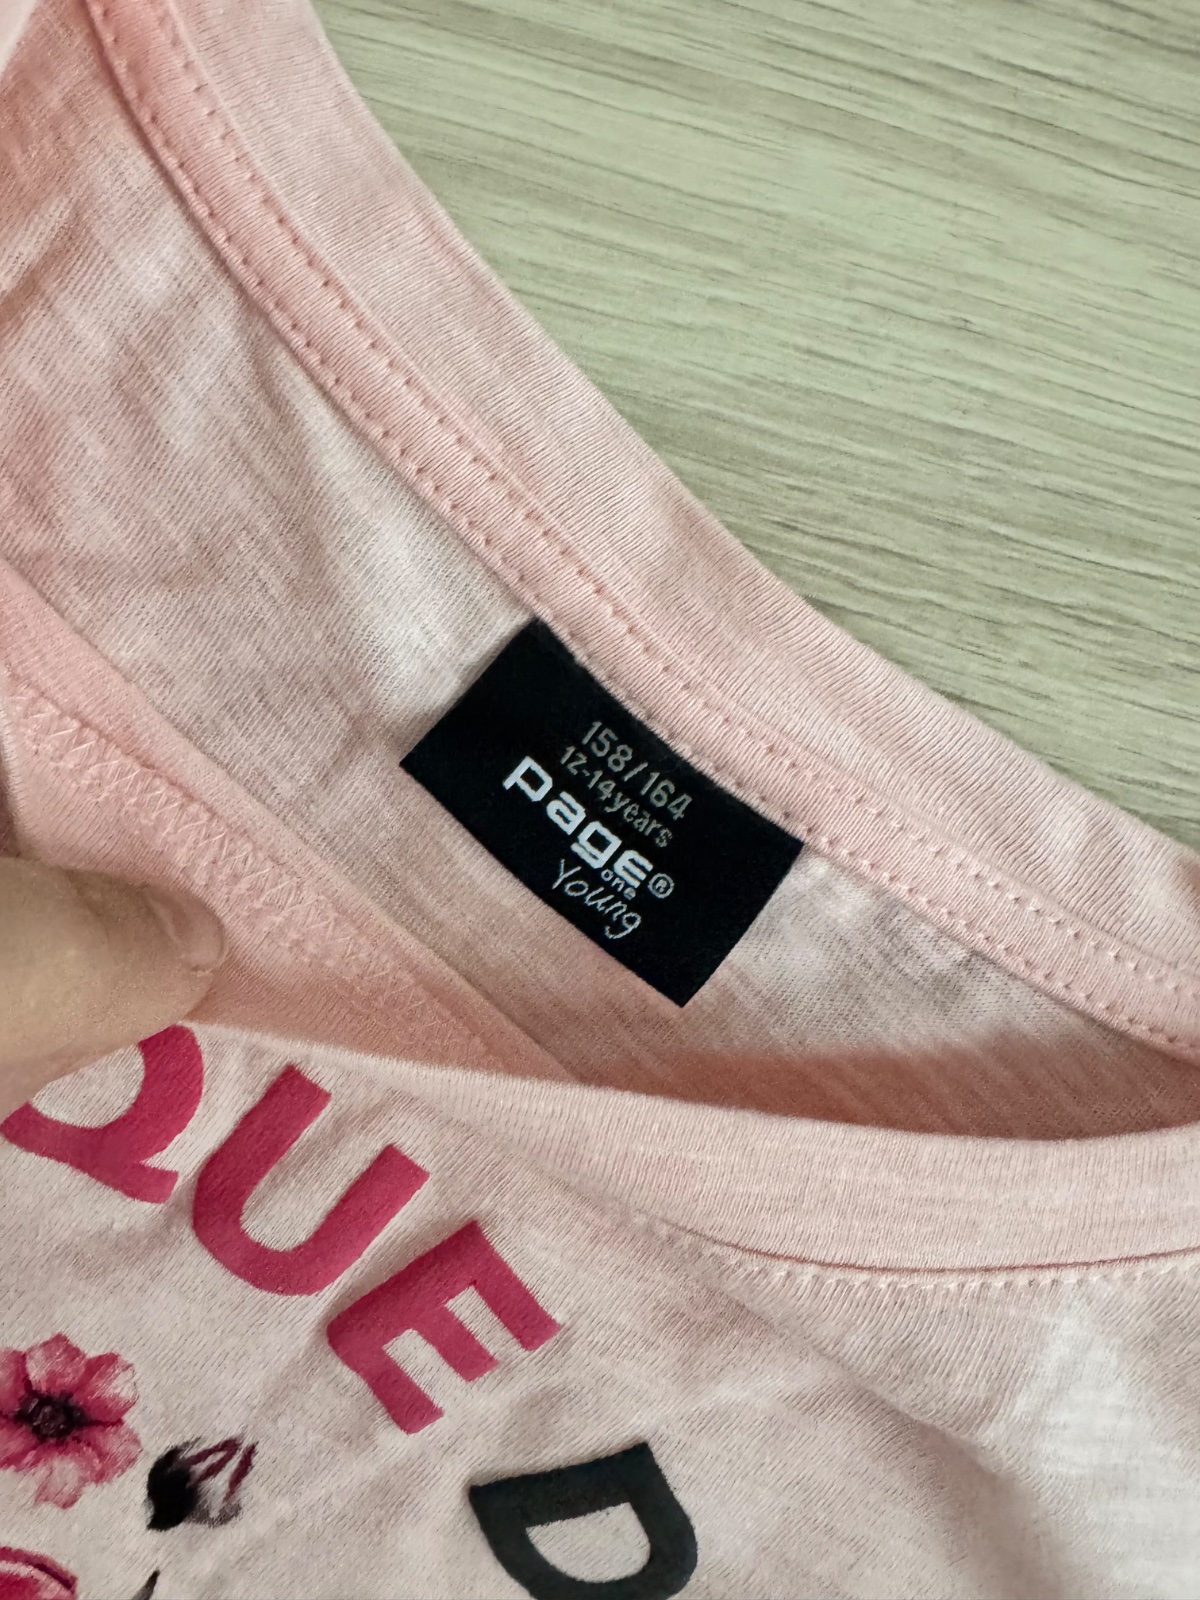 158/164
12-14years
page®
one
Young
QUE
D